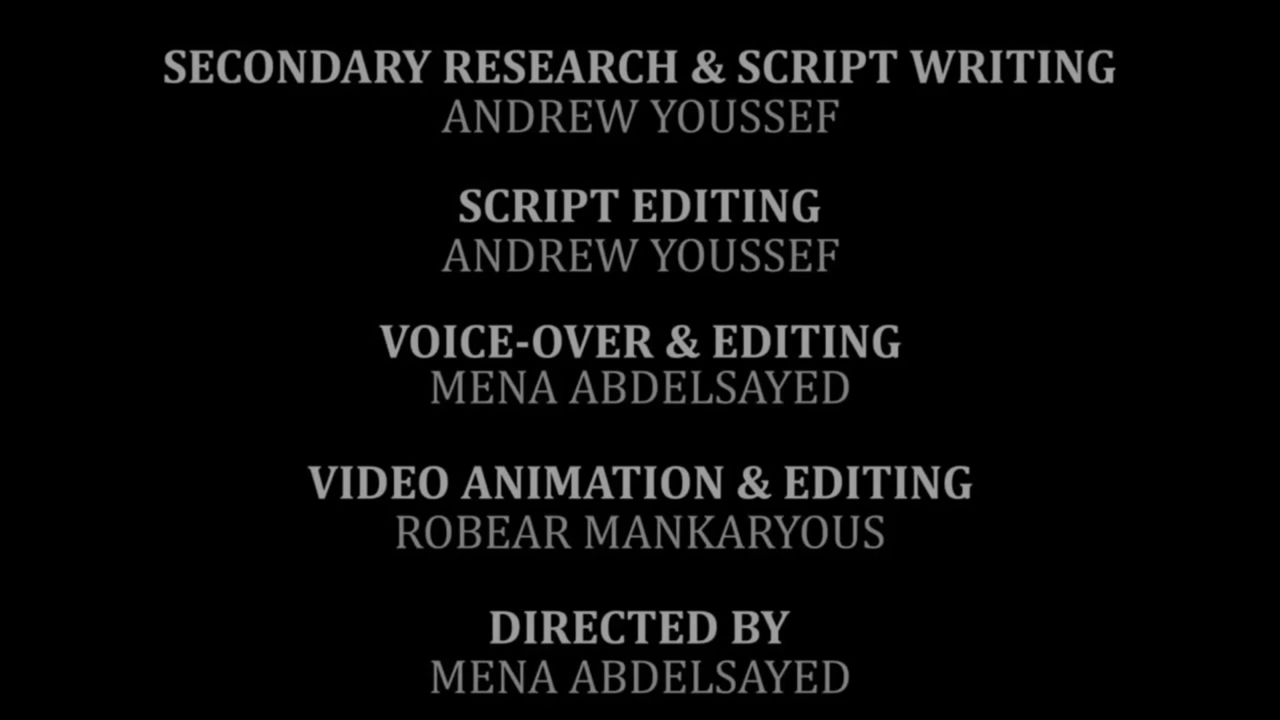 SECONDARY RESEARCH & SCRIPT WRITING
ANDREW YOUSSEF
SCRIPT EDITING
ANDREW YOUSSEF
VOICE-OVER & EDITING
MENA ABDELSAYED
VIDEO ANIMATION & EDITING
ROBEAR MANKARYOUS
DIRECTED BY
MENA ABDELSAYED